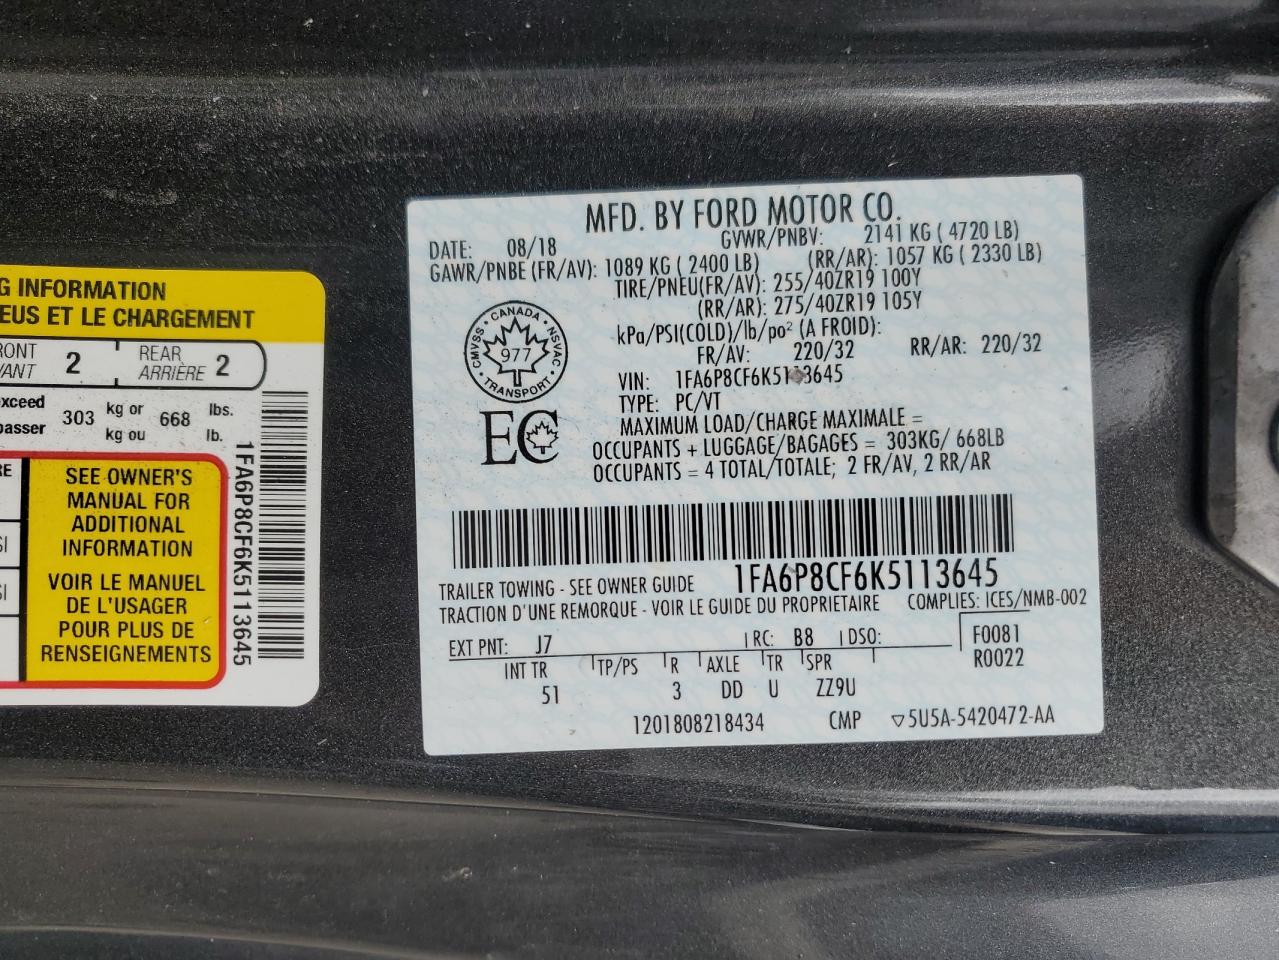 G INFORMATION
EUS ET LE CHARGEMENT
RONT 2 REAR 2
VANT ARRIÈRE
exceed 303 kg or 668 lbs.
passer kg ou lb.
RE
SI
SI
SEE OWNER'S
MANUAL FOR
ADDITIONAL
INFORMATION
VOIR LE MANUEL
DE L'USAGER
POUR PLUS DE
RENSEIGNEMENTS
1FA6P8CF6K5113645
MFD. BY FORD MOTOR CO.
DATE: 08/18 GVWR/PNBV: 2141 KG ( 4720 LB)
GAWR/PNBE (FR/AV): 1089 KG ( 2400 LB) (RR/AR): 1057 KG ( 2330 LB)
TIRE/PNEU(FR/AV): 255/40ZR19 100Y
(RR/AR): 275/40ZR19 105Y
kPa/PSI(COLD)/lb/po² (A FROID):
FR/AV: 220/32 RR/AR: 220/32
VIN: 1FA6P8CF6K5113645
TYPE: PC/VT
MAXIMUM LOAD/CHARGE MAXIMALE =
OCCUPANTS + LUGGAGE/BAGAGES = 303KG/ 668LB
OCCUPANTS = 4 TOTAL/TOTALE; 2 FR/AV, 2 RR/AR
CMVSS · CANADA · NSVAC · TRANSPORT ·
977
EC
1FA6P8CF6K5113645
TRAILER TOWING - SEE OWNER GUIDE
TRACTION D'UNE REMORQUE - VOIR LE GUIDE DU PROPRIETAIRE COMPLIES: ICES/NMB-002
EXT PNT: J7 RC: B8 DSO: F0081
INT TR TP/PS R AXLE TR SPR R0022
51 3 DD U ZZ9U
1201808218434 CMP ▽5U5A-5420472-AA